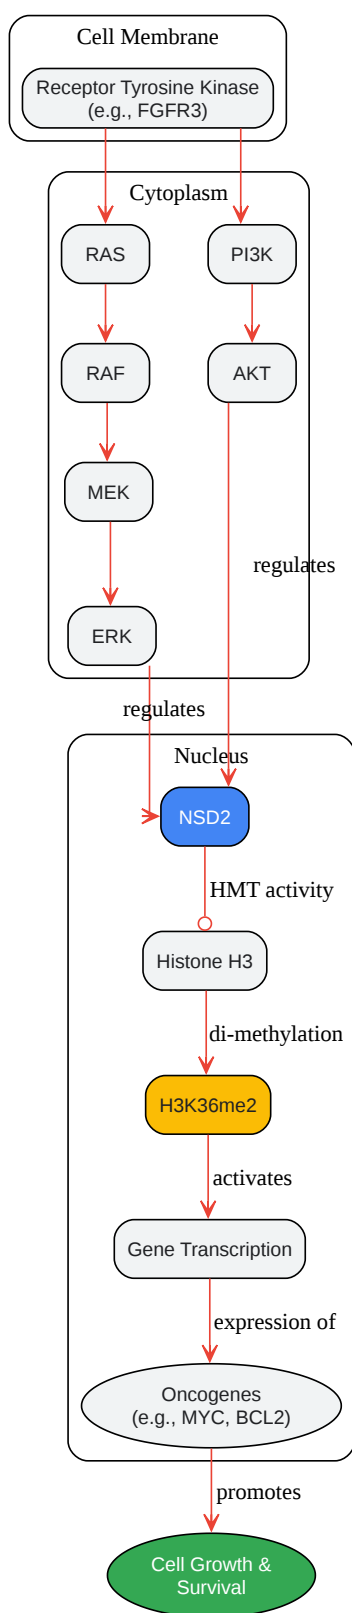 Cell Membrane
Receptor Tyrosine Kinase
(e.g., FGFR3)
Cytoplasm
RAS
PI3K
RAF
AKT
MEK
regulates
ERK
regulates
Nucleus
NSD2
HMT activity
Histone H3
di-methylation
H3K36me2
activates
Gene Transcription
expression of
Oncogenes
(e.g., MYC, BCL2)
promotes
Cell Growth &
Survival